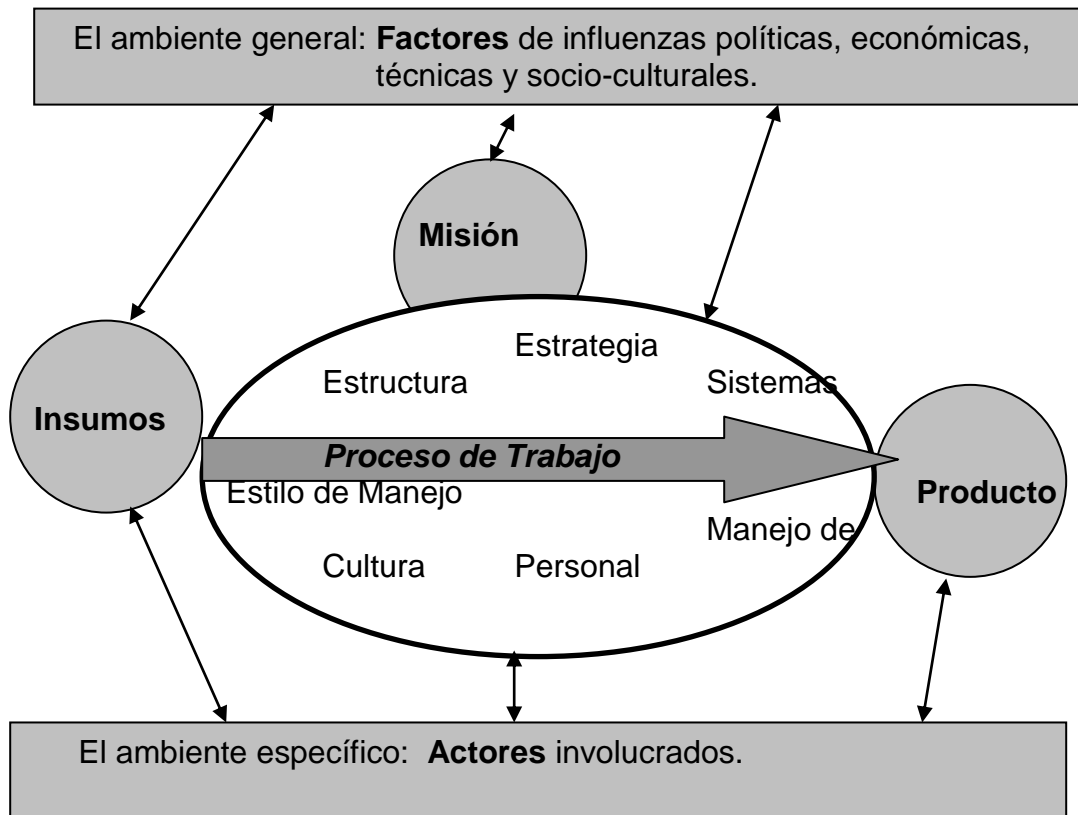 El ambiente general: Factores de influenzas políticas, económicas,
técnicas y socio-culturales.
Misión
Estrategia
Estructura
Sistemas
Insumos
Proceso de Trabajo
Estilo de Manejo
Producto
Manejo de
Cultura
Personal
El ambiente específico: Actores involucrados.